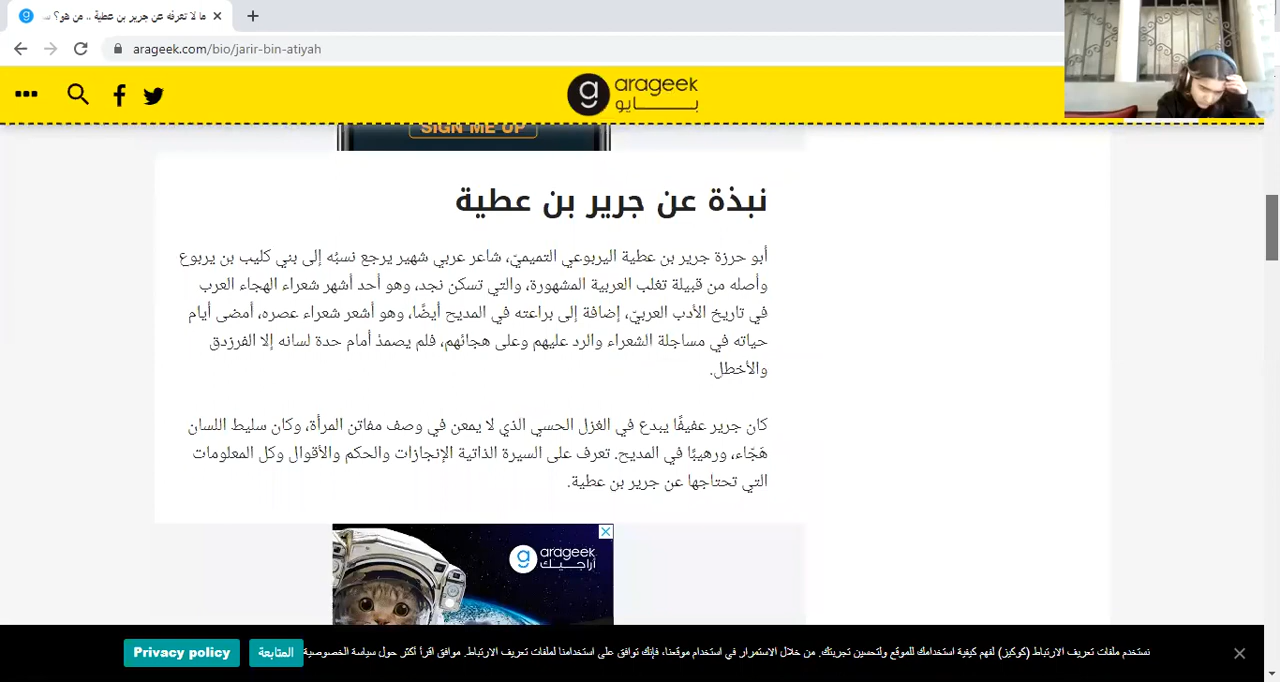 ما لا تعرفه عن جرير بن عطية .. من هو؟
arageek.com/bio/jarir-bin-atiyah
arageek
بايو
SIGN ME UP
نبذة عن جرير بن عطية
أبو حرزة جرير بن عطية اليربوعي التميميّ، شاعر عربي شهير يرجع نسبُه إلى بني كليب بن يربوع
وأصله من قبيلة تغلب العربية المشهورة، والتي تسكن نجد، وهو أحد أشهر شعراء الهجاء العرب
في تاريخ الأدب العربيّ، إضافة إلى براعته في المديح أيضًا، وهو أشعر شعراء عصره، أمضى أيام
حياته في مساجلة الشعراء والرد عليهم وعلى هجائهم، فلم يصمدْ أمام حدة لسانه إلا الفرزدق
والأخطل.
كان جرير عفيفًا يبدع في الغزل الحسي الذي لا يمعن في وصف مفاتن المرأة، وكان سليط اللسان
هَجّاء، ورهيبًا في المديح. تعرف على السيرة الذاتية الإنجازات والحكم والأقوال وكل المعلومات
التي تحتاجها عن جرير بن عطية.
arageek
أراجيك
نستخدم ملفات تعريف الارتباط (كوكيز) لفهم كيفية استخدامك للموقع ولتحسين تجربتك. من خلال الاستمرار في استخدام موقعنا، فإنك توافق على استخدامنا لملفات تعريف الارتباط. موافق اقرأ أكثر حول سياسة الخصوصية
المتابعة
Privacy policy